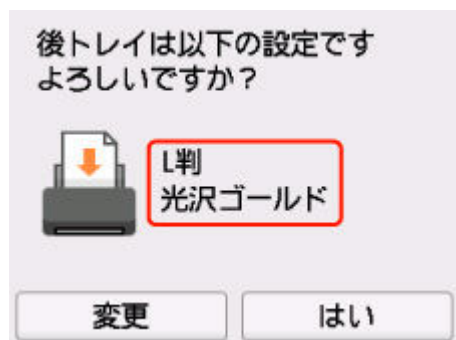 後トレイは以下の設定です
よろしいですか？
L判
光沢ゴールド
変更
はい